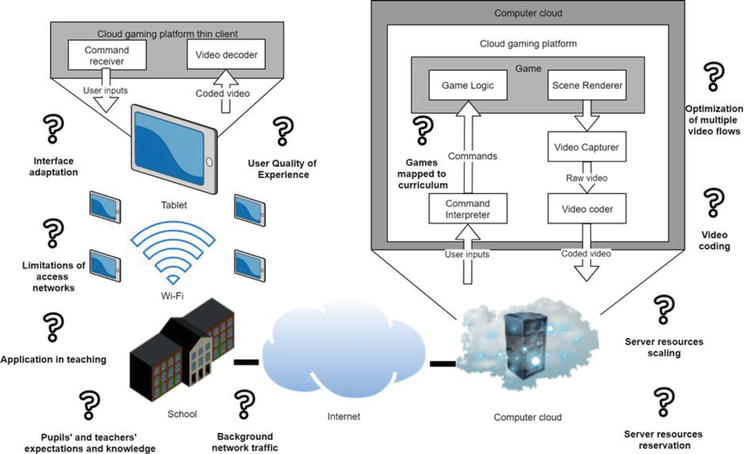 Cloud gaming platform thin client
Command
receiver
Video decoder
User inputs
Coded video
?
Interface
adaptation
?
User Quality of
Experience
Tablet
?
Limitations of
access networks
Wi-Fi
?
Application in teaching
School
?
Pupils' and teachers'
expectations and knowledge
?
Background
network traffic
Internet
Computer cloud
Cloud gaming platform
Game
Game Logic
Scene Renderer
?
Games
mapped to
curriculum
Commands
Video Capturer
Raw video
Command
Interpreter
Video coder
User inputs
Coded video
?
Optimization
of multiple
video flows
?
Video
coding
Computer cloud
?
Server resources
scaling
?
Server resources
reservation